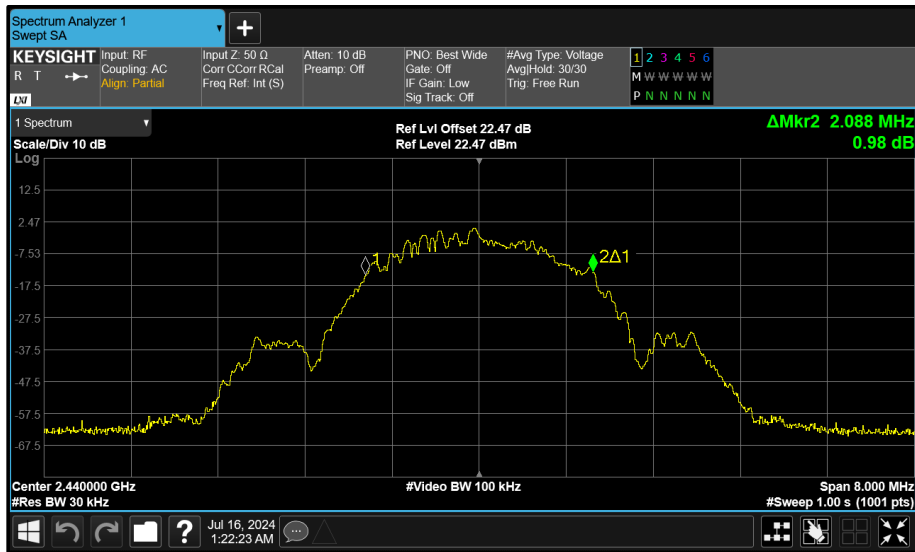 Spectrum Analyzer 1
Swept SA
KEYSIGHT
R T
LXI
Input: RF
Coupling: AC
Align: Partial
Input Z: 50 Ω
Corr CCorr RCal
Freq Ref: Int (S)
Atten: 10 dB
Preamp: Off
PNO: Best Wide
Gate: Off
IF Gain: Low
Sig Track: Off
#Avg Type: Voltage
Avg|Hold: 30/30
Trig: Free Run
1 2 3 4 5 6
M W W W W W
P N N N N N
1 Spectrum
Scale/Div 10 dB
Ref Lvl Offset 22.47 dB
Ref Level 22.47 dBm
ΔMkr2 2.088 MHz
0.98 dB
Log
12.5
2.47
-7.53
-17.5
-27.5
-37.5
-47.5
-57.5
-67.5
1
2Δ1
Center 2.440000 GHz
#Video BW 100 kHz
Span 8.000 MHz
#Res BW 30 kHz
#Sweep 1.00 s (1001 pts)
?
Jul 16, 2024
1:22:23 AM